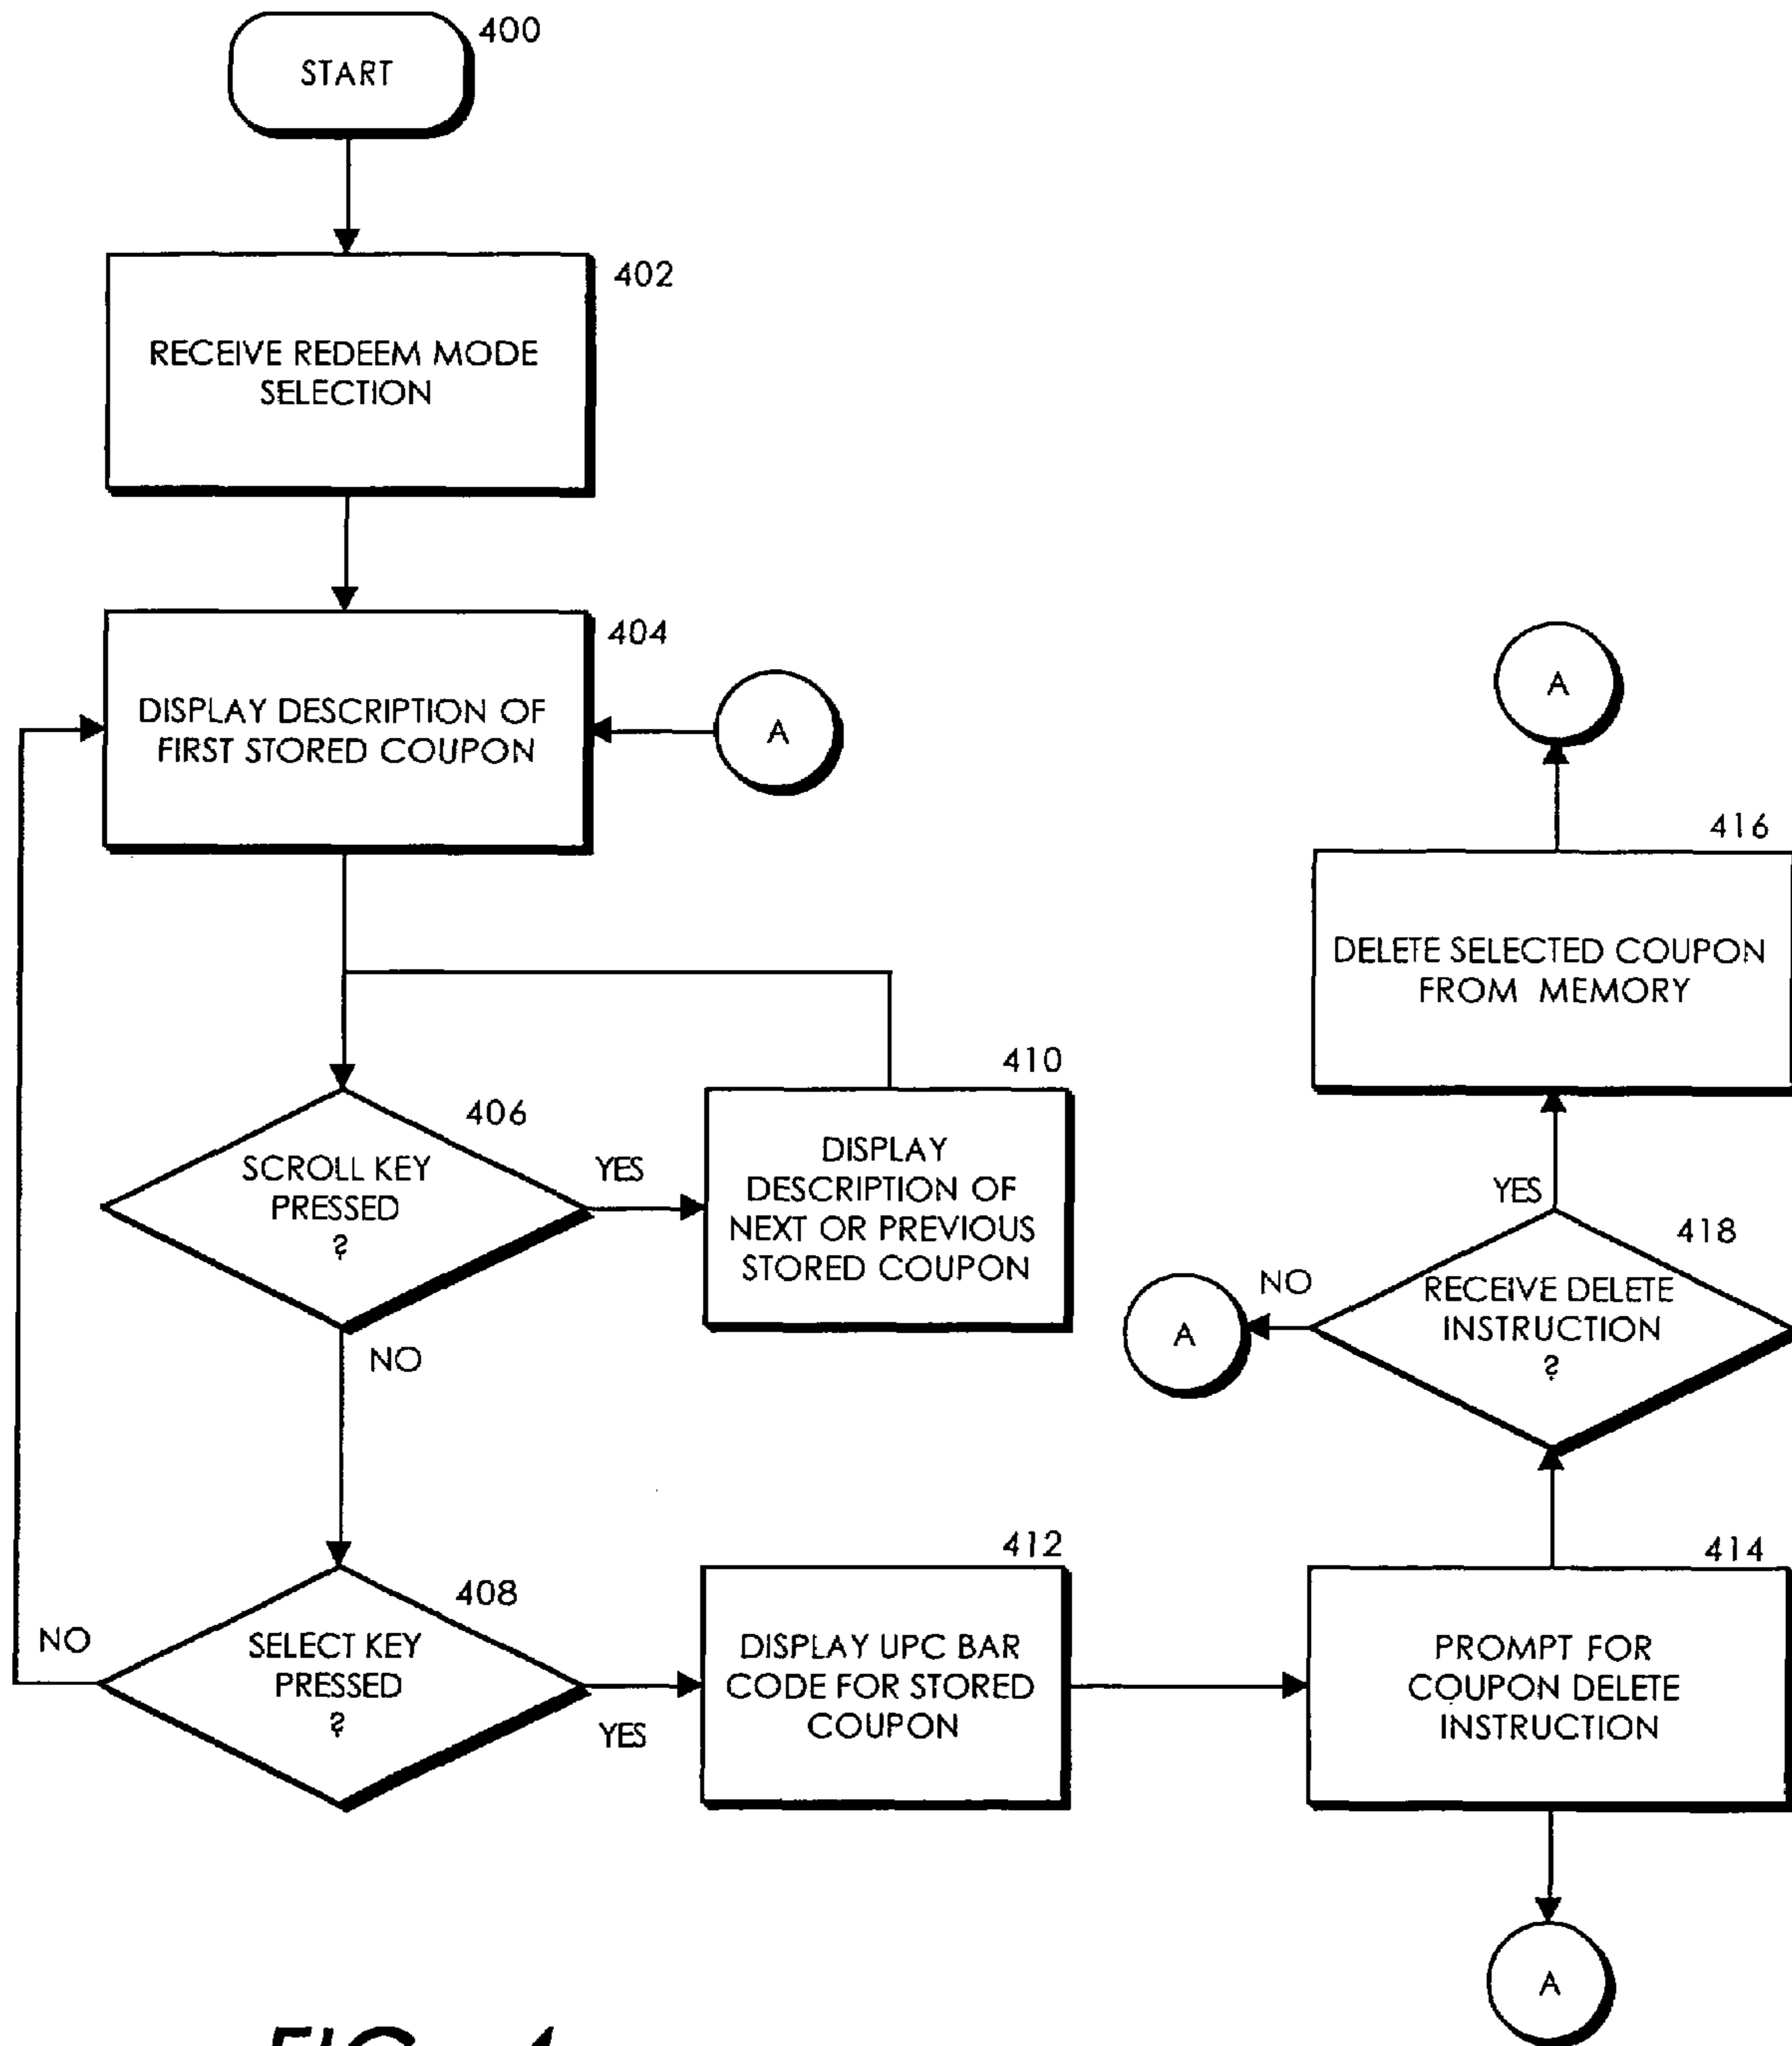 400
START
402
RECEIVE REDEEM MODE
SELECTION
404
DISPLAY DESCRIPTION OF
FIRST STORED COUPON
A
A
416
DELETE SELECTED COUPON
FROM MEMORY
406
SCROLL KEY
PRESSED
?
YES
NO
410
DISPLAY
DESCRIPTION OF
NEXT OR PREVIOUS
STORED COUPON
YES
418
RECEIVE DELETE
INSTRUCTION
?
NO
A
408
SELECT KEY
PRESSED
?
NO
YES
412
DISPLAY UPC BAR
CODE FOR STORED
COUPON
414
PROMPT FOR
COUPON DELETE
INSTRUCTION
A